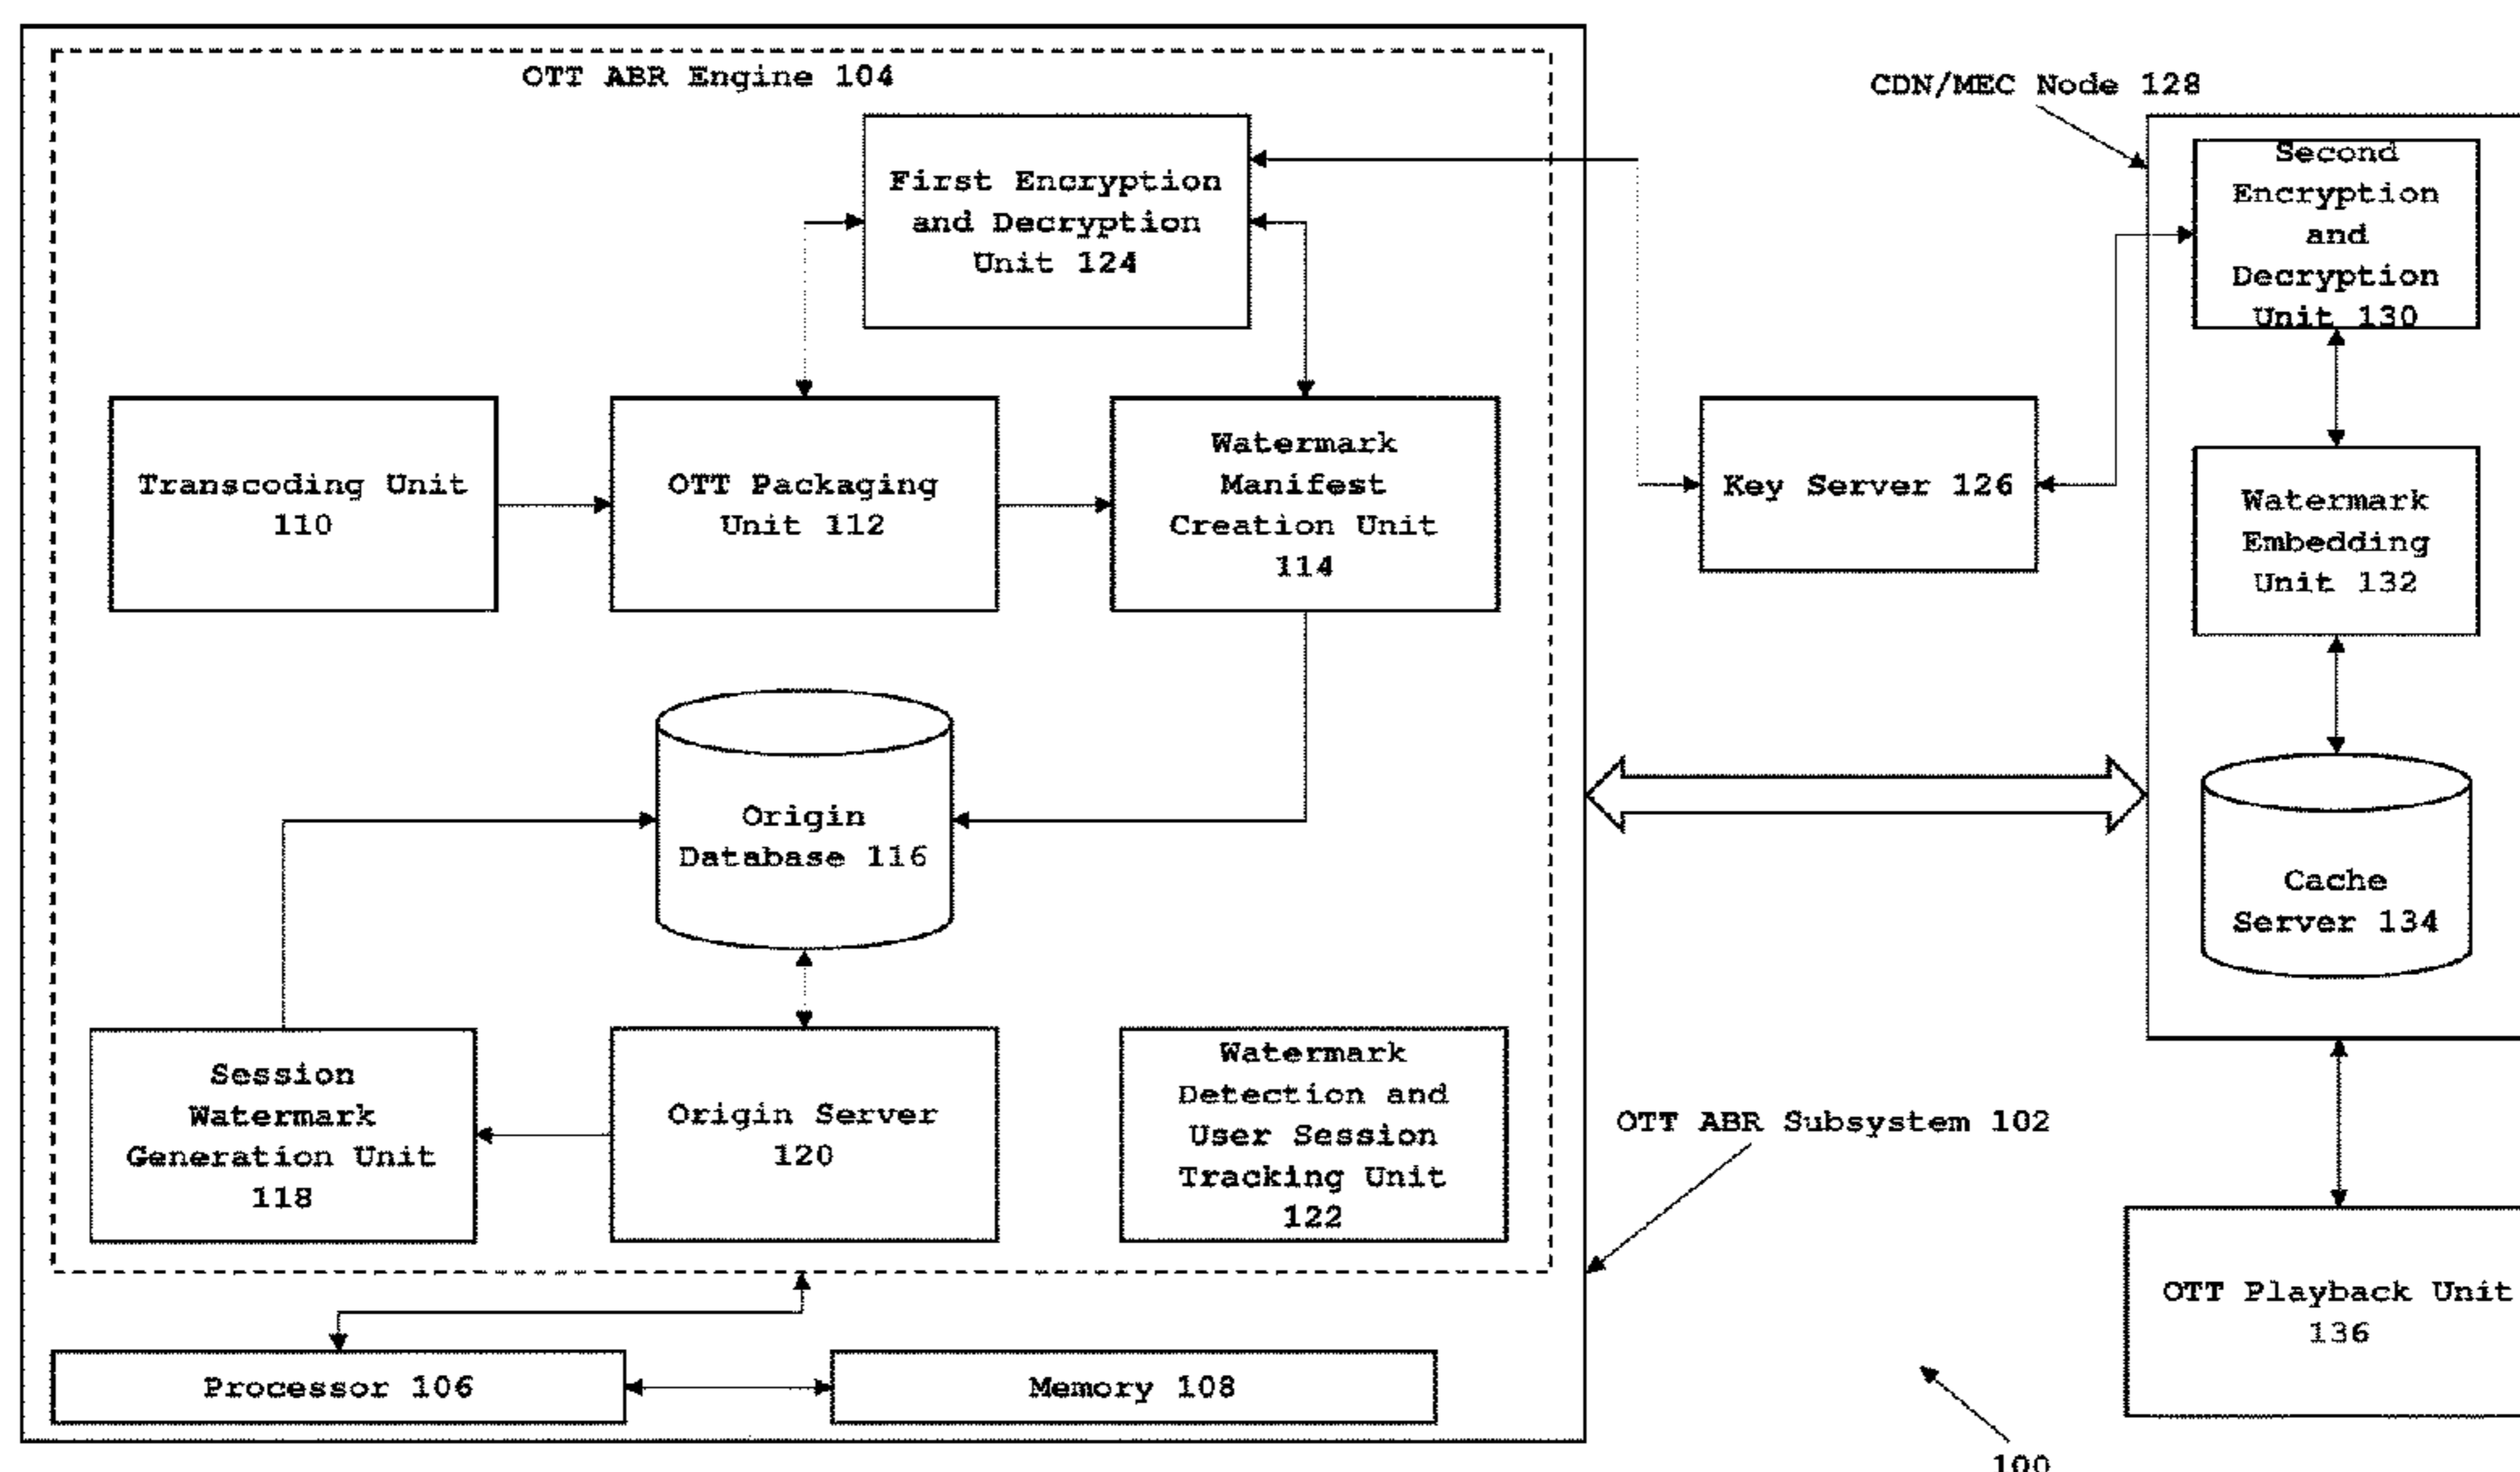 OTT ABR Engine 104
CDN/MEC Node 128
First Encryption
and Decryption
Unit 124
Second
Encryption
and
Decryption
Unit 130
Transcoding Unit
110
OTT Packaging
Unit 112
Watermark
Manifest
Creation Unit
114
Key Server 126
Watermark
Embedding
Unit 132
Origin
Database 116
Cache
Server 134
Session
Watermark
Generation Unit
118
Origin Server
120
Watermark
Detection and
User Session
Tracking Unit
122
OTT ABR Subsystem 102
OTT Playback Unit
136
Processor 106
Memory 108
100